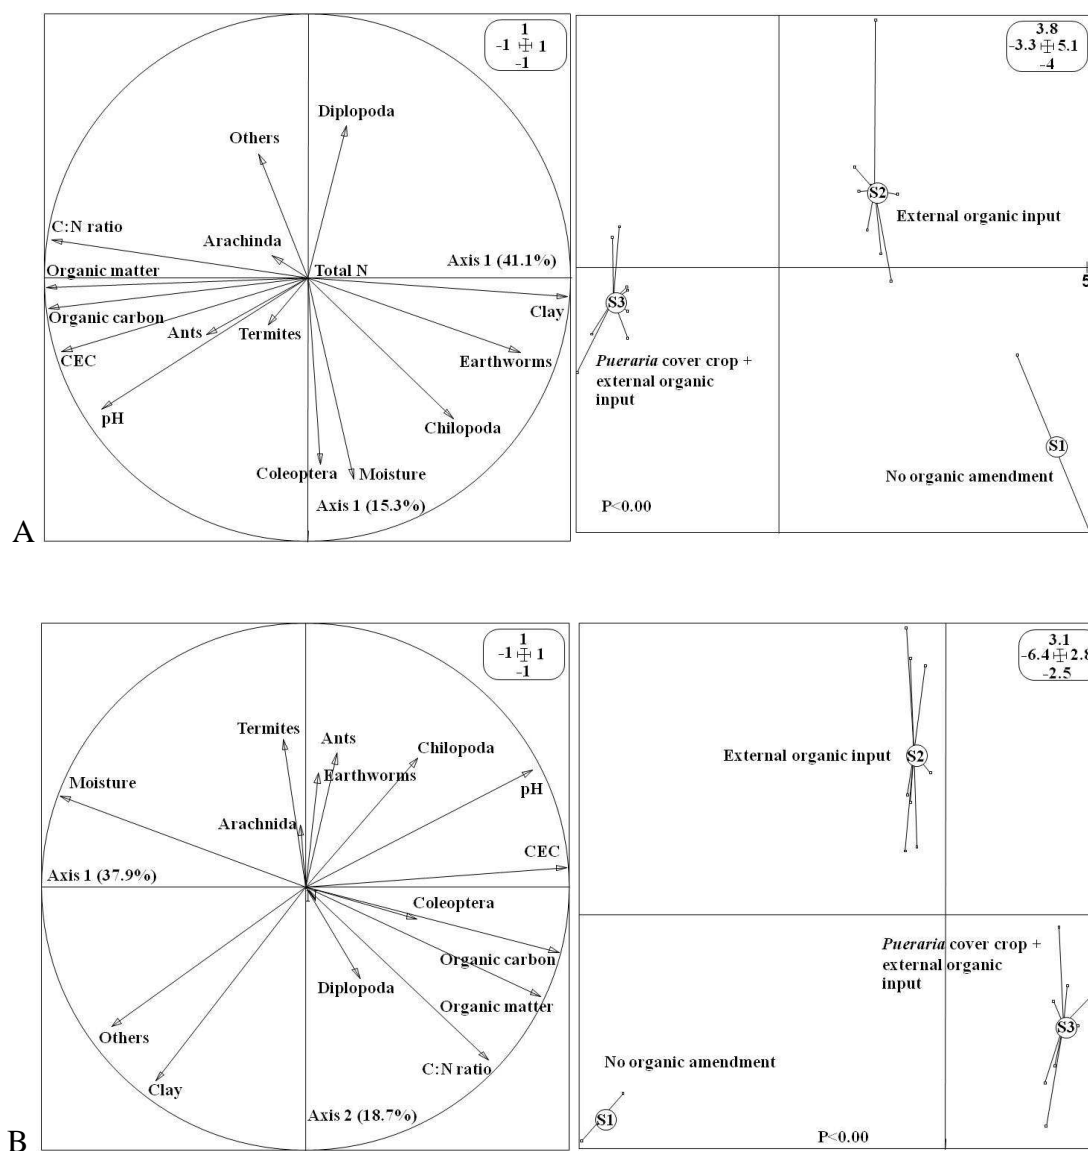 1
-1 1
-1
Diplopoda
Others
C:N ratio
Arachinda
Organic matter
Total N
Axis 1 (41.1%)
Organic carbon
Clay
Ants
Termites
CEC
Earthworms
pH
Chilopoda
Coleoptera
Moisture
Axis 1 (15.3%)
A
3.8
-3.3 5.1
-4
S2
External organic input
5
S3
Pueraria cover crop +
external organic
input
S1
No organic amendment
P<0.00
1
-1 1
-1
Termites
Ants
Chilopoda
Moisture
Earthworms
pH
Arachnida
CEC
Axis 1 (37.9%)
N
Coleoptera
Organic carbon
Diplopoda
Organic matter
Others
C:N ratio
Clay
Axis 2 (18.7%)
B
3.1
-6.4 2.8
-2.5
External organic input
S2
Pueraria cover crop +
external organic
input
S3
No organic amendment
S1
P<0.00